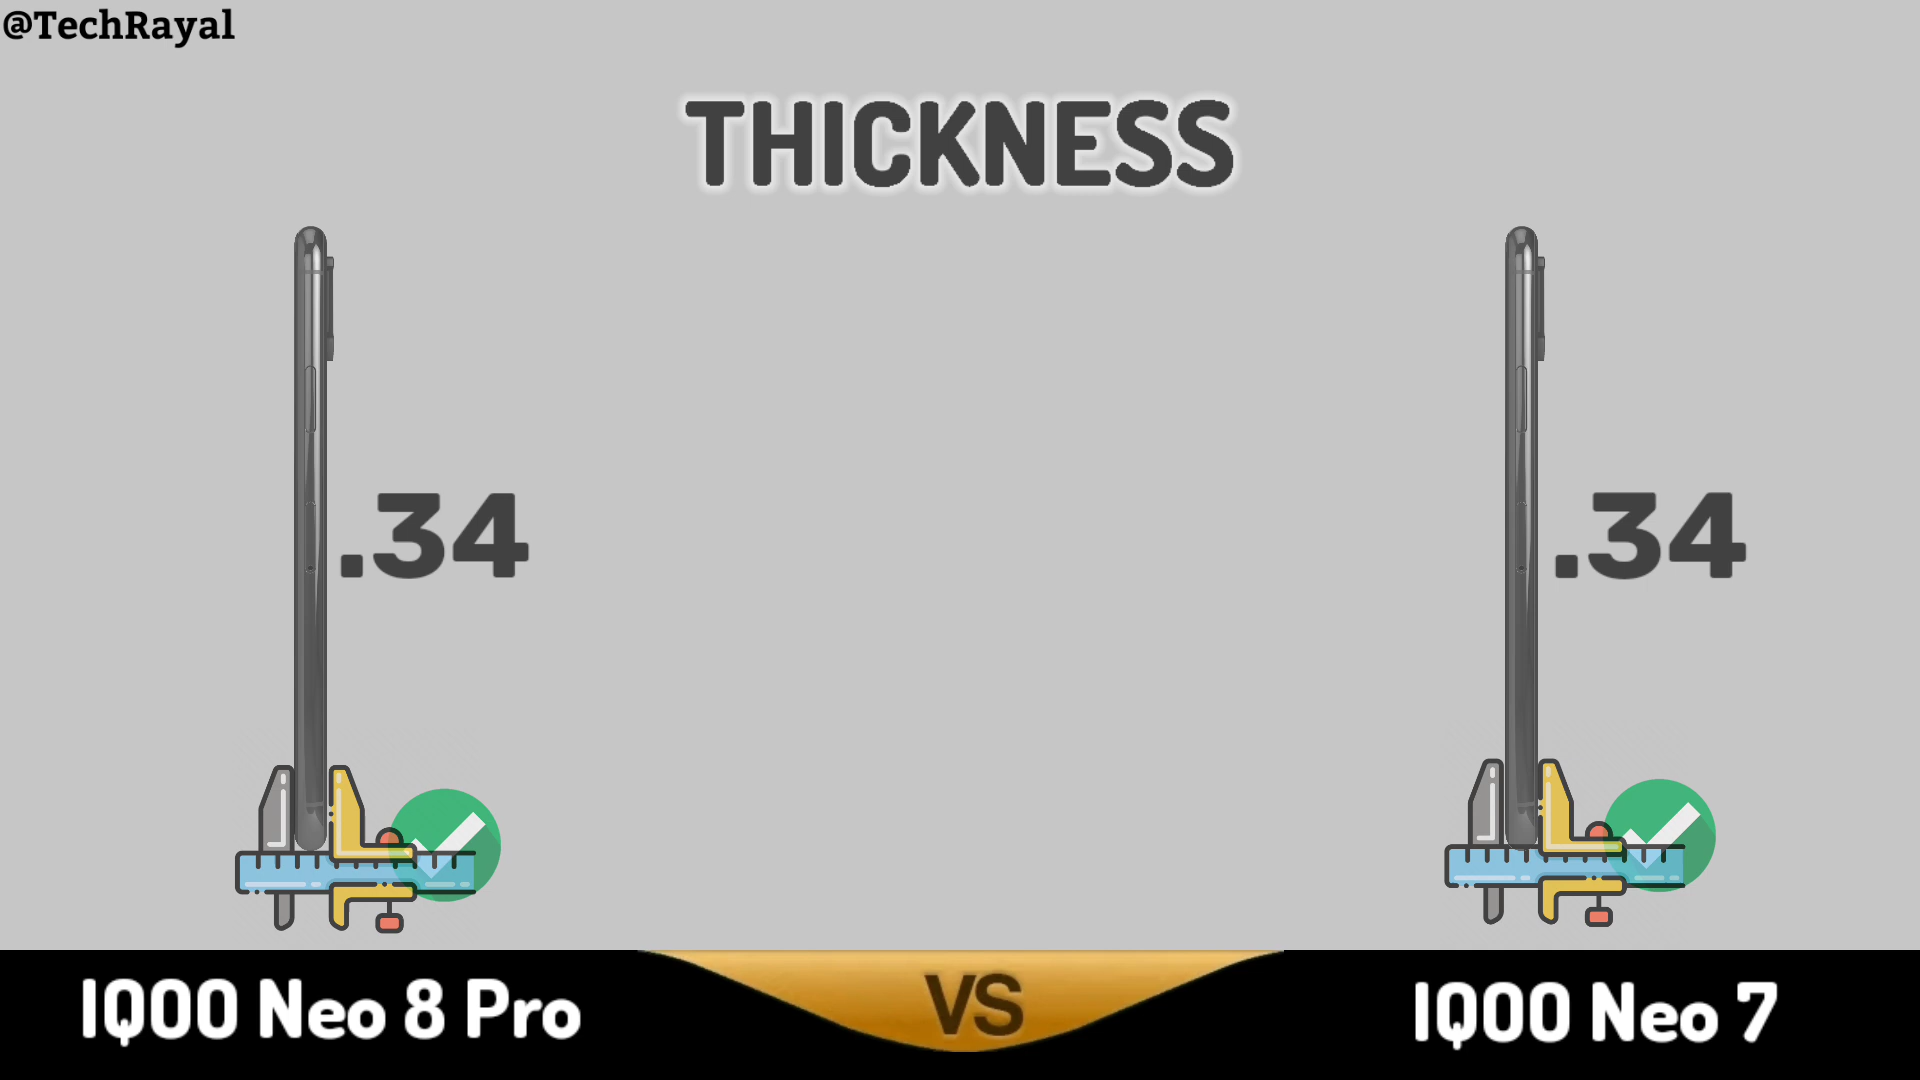 @TechRayal
THICKNESS
.34
.34
IQOO Neo 8 Pro
VS
IQOO Neo 7